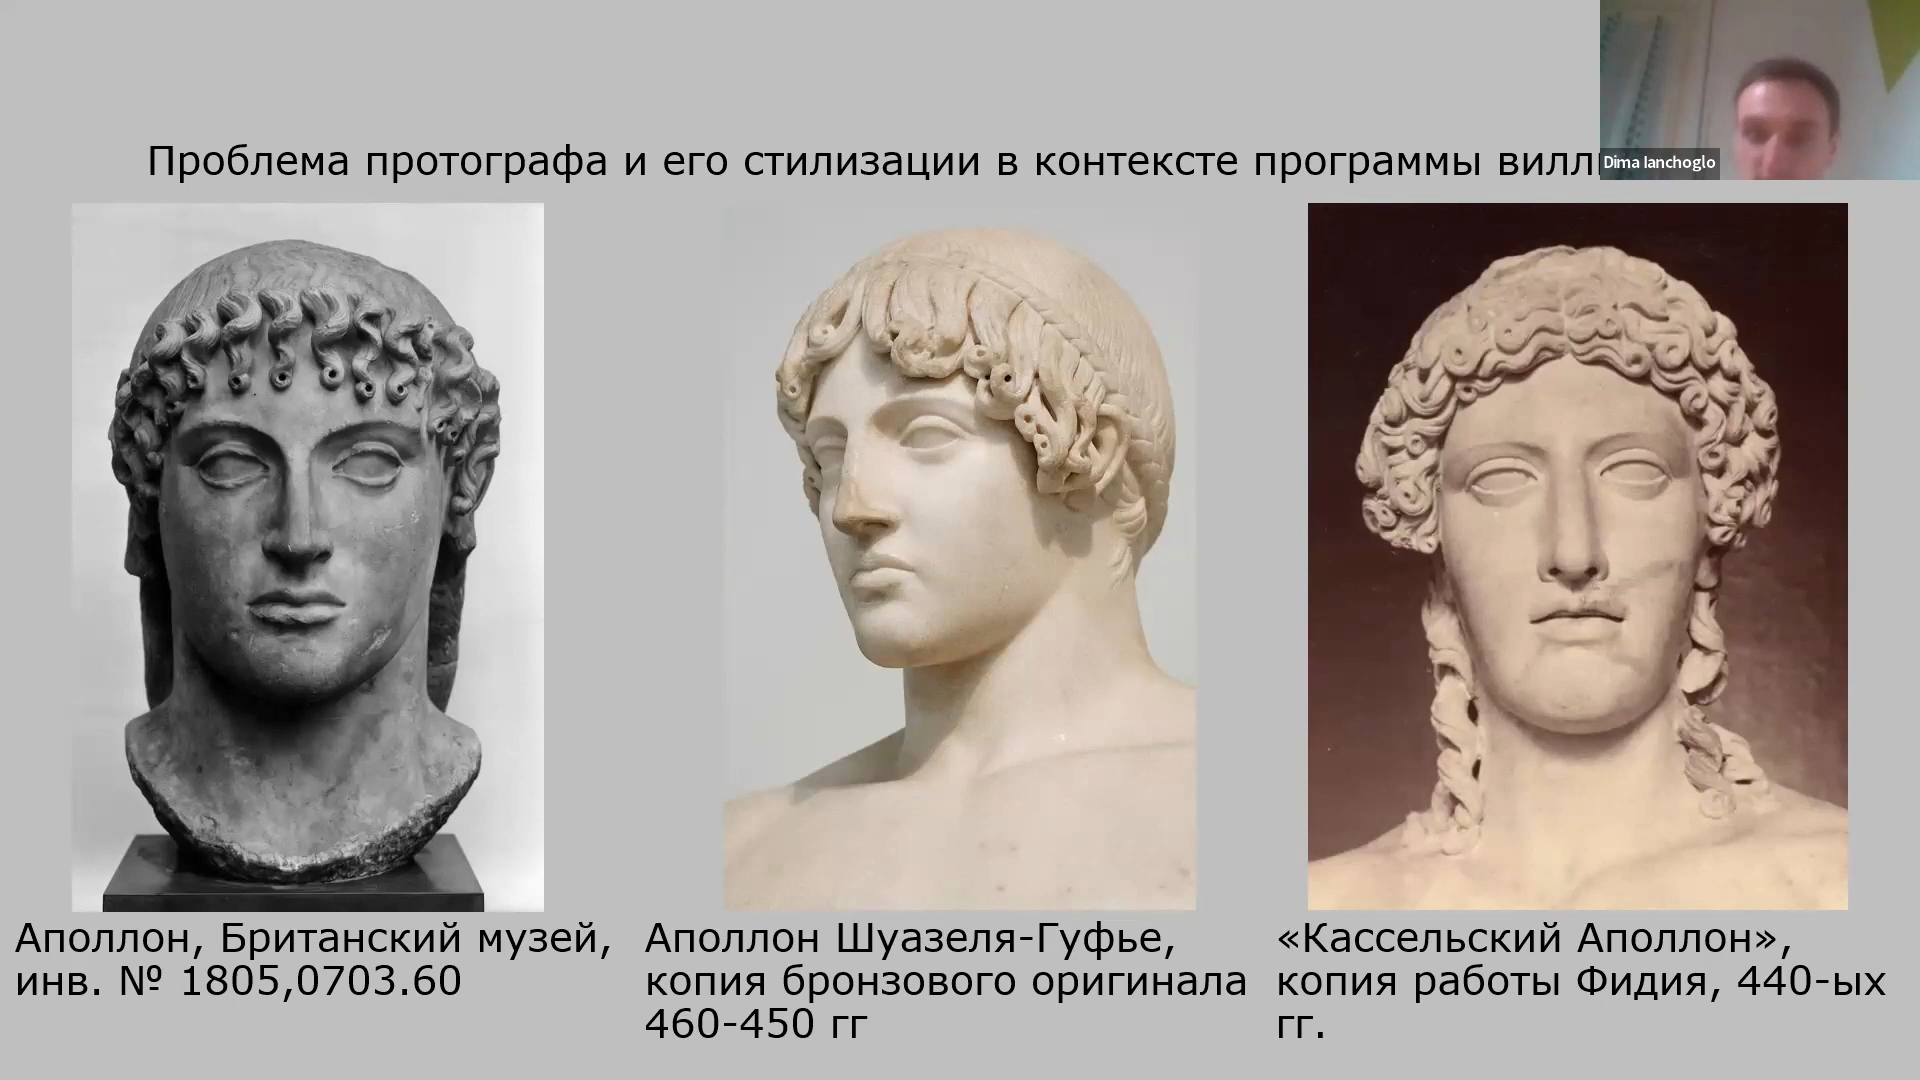 Проблема протографа и его стилизации в контексте программы
Dima Ianchoglo
Аполлон, Британский музей,
инв. № 1805,0703.60
Аполлон Шуазеля-Гуфье,
копия бронзового оригинала
460-450 гг
«Кассельский Аполлон»,
копия работы Фидия, 440-ых
гг.